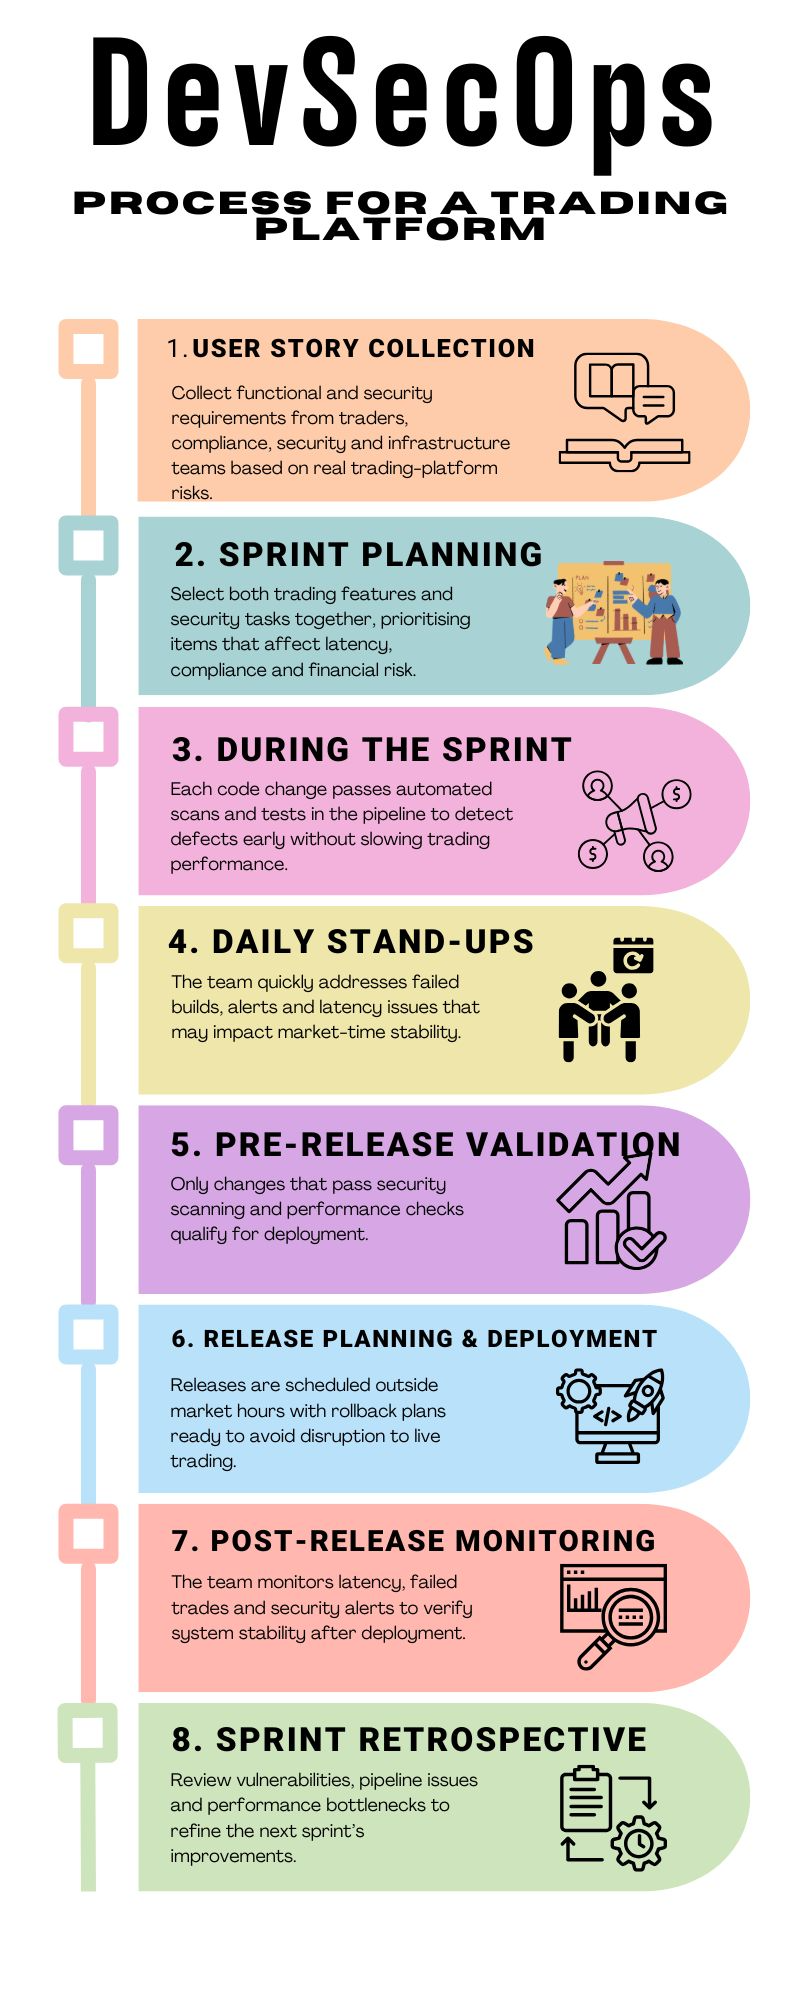 DevSecOps
PROCESS FOR A TRADING
PLATFORM
1. USER STORY COLLECTION
Collect functional and security
requirements from traders,
compliance, security and infrastructure
teams based on real trading-platform
risks.
2. SPRINT PLANNING
Select both trading features and
security tasks together, prioritising
items that affect latency,
compliance and financial risk.
PLAN
3. DURING THE SPRINT
Each code change passes automated
scans and tests in the pipeline to detect
defects early without slowing trading
performance.
$
$
4. DAILY STAND-UPS
The team quickly addresses failed
builds, alerts and latency issues that
may impact market-time stability.
5. PRE-RELEASE VALIDATION
Only changes that pass security
scanning and performance checks
qualify for deployment.
6. RELEASE PLANNING & DEPLOYMENT
Releases are scheduled outside
market hours with rollback plans
ready to avoid disruption to live
trading.
</>
7. POST-RELEASE MONITORING
The team monitors latency, failed
trades and security alerts to verify
system stability after deployment.
8. SPRINT RETROSPECTIVE
Review vulnerabilities, pipeline issues
and performance bottlenecks to
refine the next sprint's
improvements.